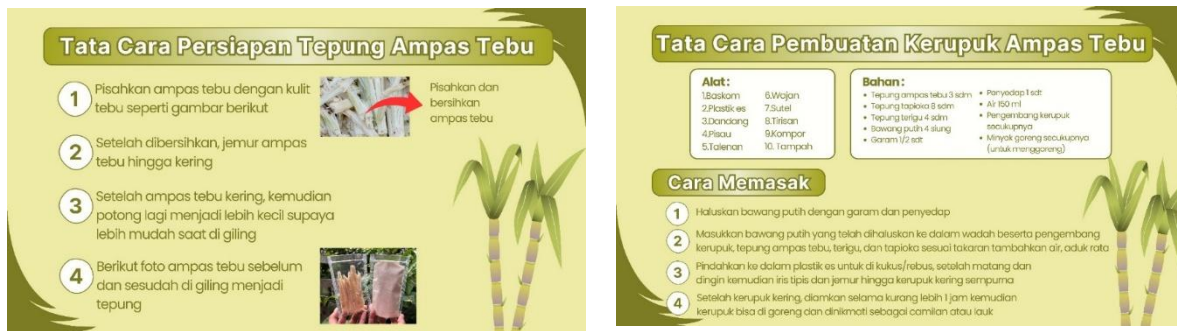 Tata Cara Persiapan Tepung Ampas Tebu
1 Pisahkan ampas tebu dengan kulit
tebu seperti gambar berikut
Pisahkan dan
bersihkan
ampas tebu
2 Setelah dibersihkan, jemur ampas
tebu hingga kering
3 Setelah ampas tebu kering, kemudian
potong lagi menjadi lebih kecil supaya
lebih mudah saat di giling
4 Berikut foto ampas tebu sebelum
dan sesudah di giling menjadi
tepung
Tata Cara Pembuatan Kerupuk Ampas Tebu
Alat:
1.Baskom
2.Plastik es
3.Dandang
4.Pisau
5.Talenan
6.Wajan
7.Sutel
8.Tirisan
9.Kompor
10. Tampah
Bahan:
• Tepung ampas tebu 3 sdm
• Tepung tapioka 8 sdm
• Tepung terigu 4 sdm
• Bawang putih 4 siung
• Garam 1/2 sdt
• Penyedap 1 sdt
• Air 150 ml
• Pengembang kerupuk
secukupnya
• Minyak goreng secukupnya
(untuk menggoreng)
Cara Memasak
1 Haluskan bawang putih dengan garam dan penyedap
2 Masukkan bawang putih yang telah dihaluskan ke dalam wadah beserta pengembang
kerupuk, tepung ampas tebu, terigu, dan tapioka sesuai takaran tambahkan air, aduk rata
3 Pindahkan ke dalam plastik es untuk di kukus/rebus, setelah matang dan
dingin kemudian iris tipis dan jemur hingga kerupuk kering sempurna
4 Setelah kerupuk kering, diamkan selama kurang lebih 1 jam kemudian
kerupuk bisa di goreng dan dinikmati sebagai camilan atau lauk